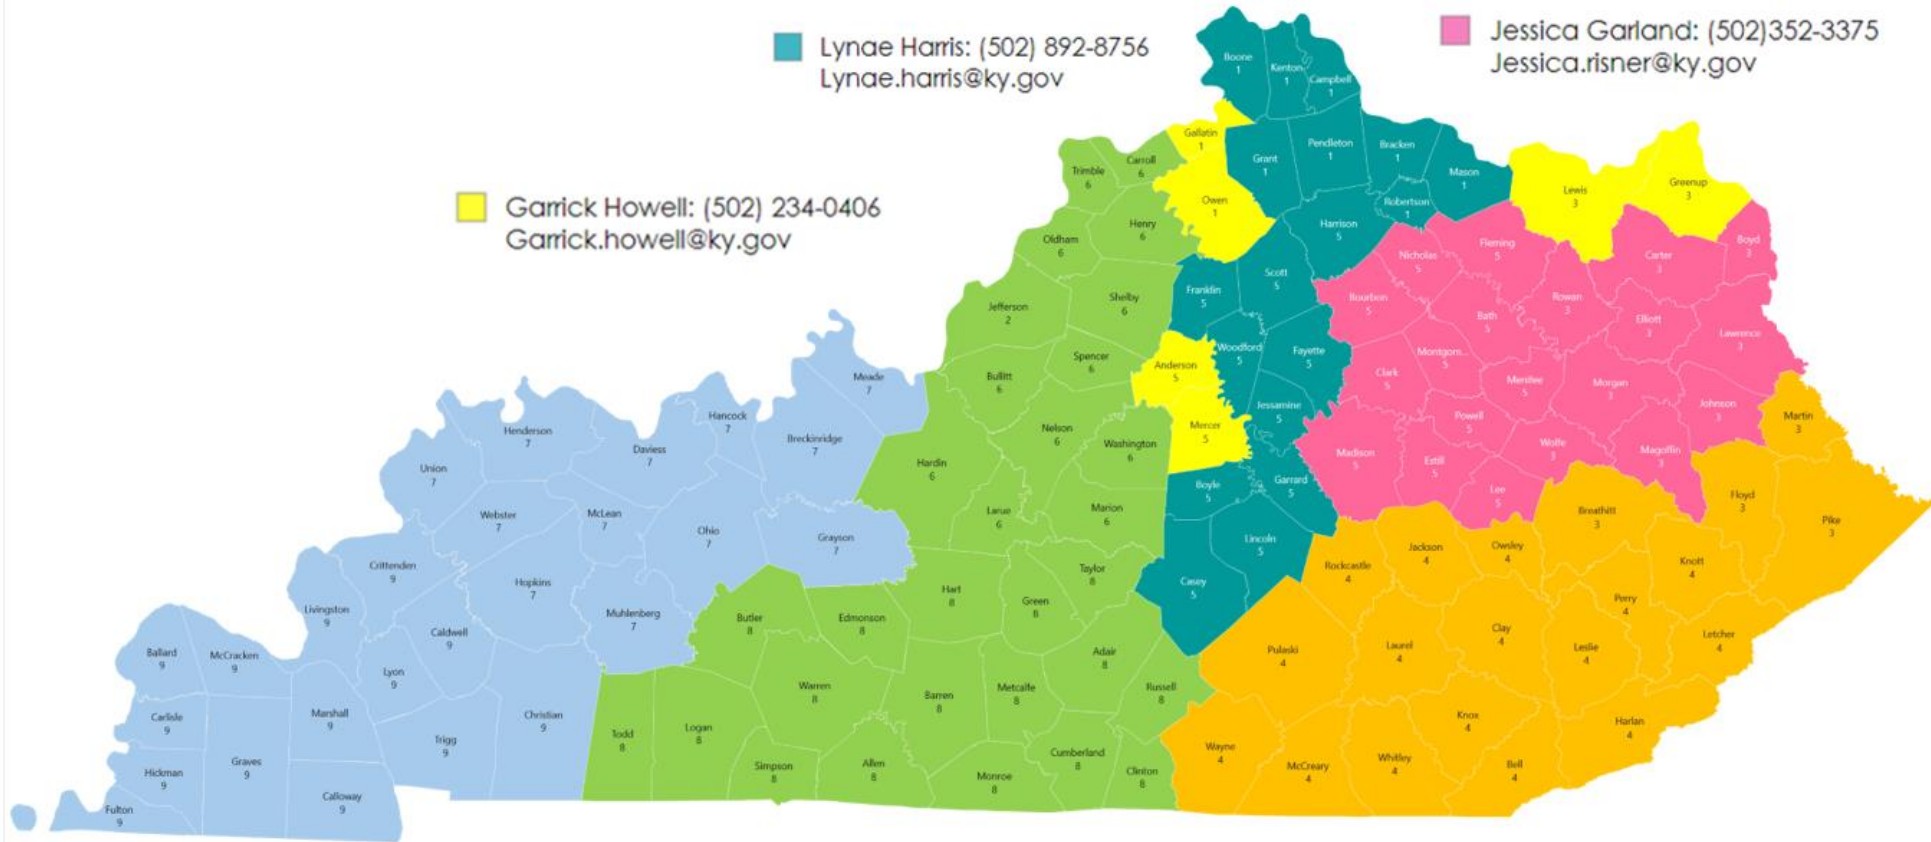 Lynae Harris: (502) 892-8756
Lynae.harris@ky.gov
Jessica Garland: (502)352-3375
Jessica.risner@ky.gov
Garrick Howell: (502) 234-0406
Garrick.howell@ky.gov
Boone
1
Kenton
1
Campbell
1
Gallatin
1
Grant
1
Pendleton
1
Bracken
1
Mason
1
Robertson
1
Owen
1
Trimble
6
Carroll
6
Henry
6
Oldham
6
Harrison
5
Lewis
3
Greenup
3
Nicholas
5
Fleming
5
Carter
3
Boyd
3
Jefferson
2
Shelby
6
Franklin
5
Scott
5
Bourbon
5
Bath
5
Rowan
3
Elliott
3
Lawrence
3
Meade
7
Bullitt
6
Spencer
6
Anderson
5
Woodford
5
Fayette
5
Clark
5
Montgom...
5
Menifee
5
Morgan
3
Johnson
3
Martin
3
Henderson
7
Daviess
7
Hancock
7
Breckinridge
7
Nelson
6
Washington
6
Mercer
5
Jessamine
5
Madison
5
Powell
5
Estill
5
Wolfe
3
Magoffin
3
Union
7
Hardin
6
Boyle
5
Garrard
5
Lee
5
Floyd
3
Webster
7
McLean
7
Ohio
7
Grayson
7
Larue
6
Marion
6
Lincoln
5
Breathitt
3
Pike
3
Crittenden
9
Hopkins
7
Taylor
8
Casey
5
Rockcastle
4
Jackson
4
Owsley
4
Knott
4
Livingston
9
Caldwell
9
Muhlenberg
7
Butler
8
Edmonson
8
Hart
8
Green
8
Perry
4
Ballard
9
McCracken
9
Lyon
9
Adair
8
Pulaski
4
Laurel
4
Clay
4
Leslie
4
Letcher
4
Carlisle
9
Marshall
9
Christian
9
Warren
8
Barren
8
Metcalfe
8
Russell
8
Graves
9
Trigg
9
Todd
8
Logan
8
Wayne
4
Knox
4
Harlan
4
Hickman
9
Calloway
9
Simpson
8
Allen
8
Monroe
8
Cumberland
8
Clinton
8
McCreary
4
Whitley
4
Bell
4
Fulton
9